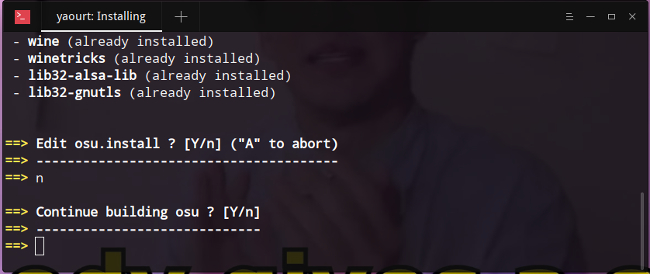 yaourt: Installing
- wine (already installed)
- winetricks (already installed)
- lib32-alsa-lib (already installed)
- lib32-gnutls (already installed)
==> Edit osu.install ? [Y/n] ("A" to abort)
==> ---------------------------------------
==> n
==> Continue building osu ? [Y/n]
==> -----------------------------
==>